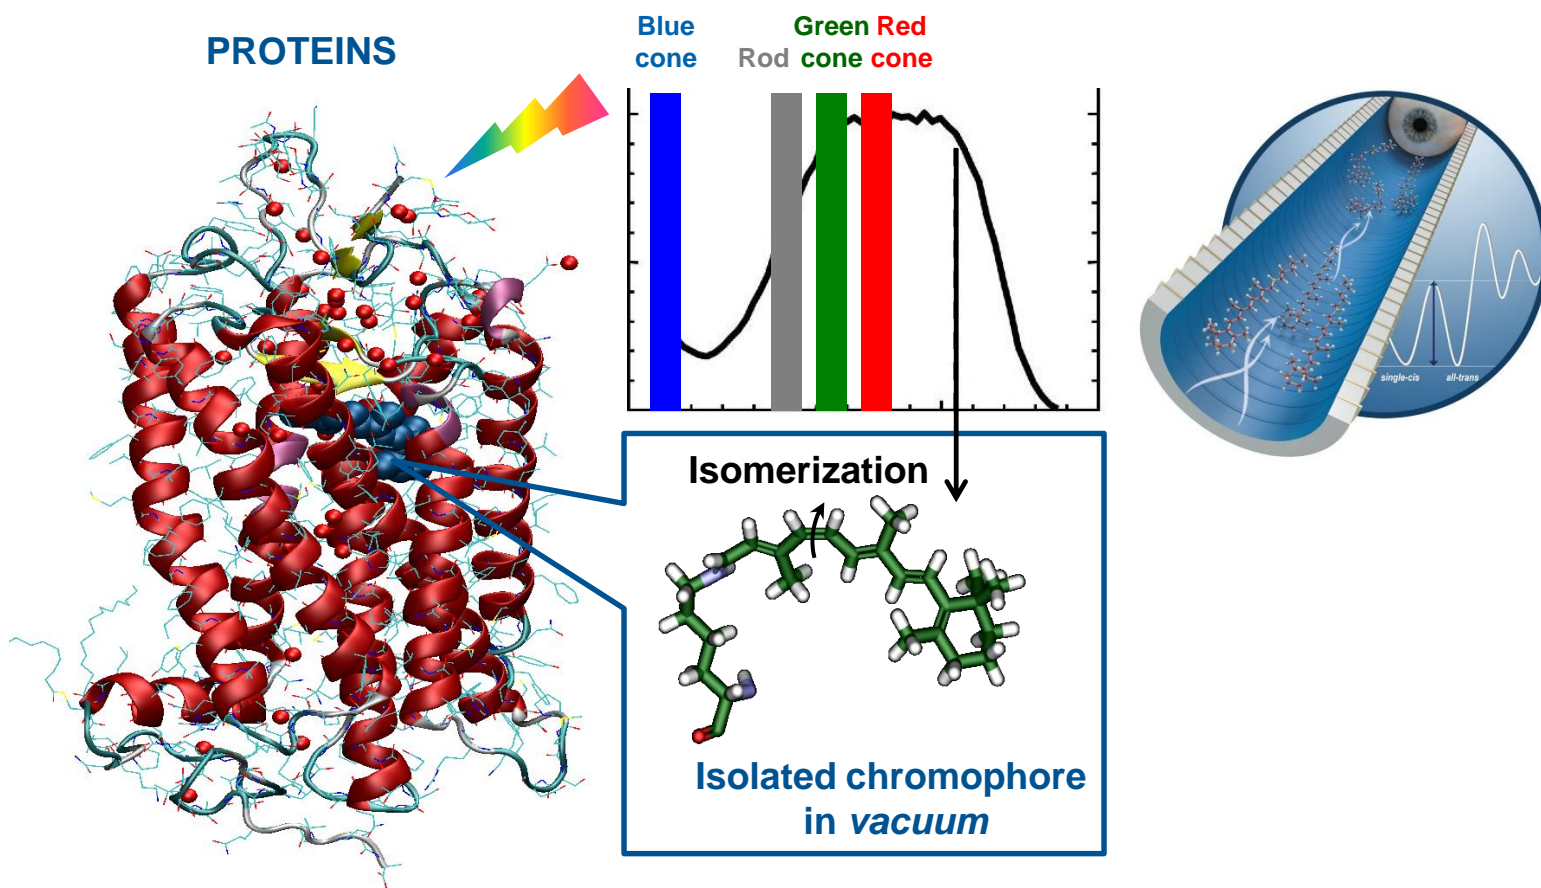 PROTEINS
Blue
cone
Rod
Green
cone
Red
cone
Isomerization
Isolated chromophore
in vacuum
single-cis
all-trans